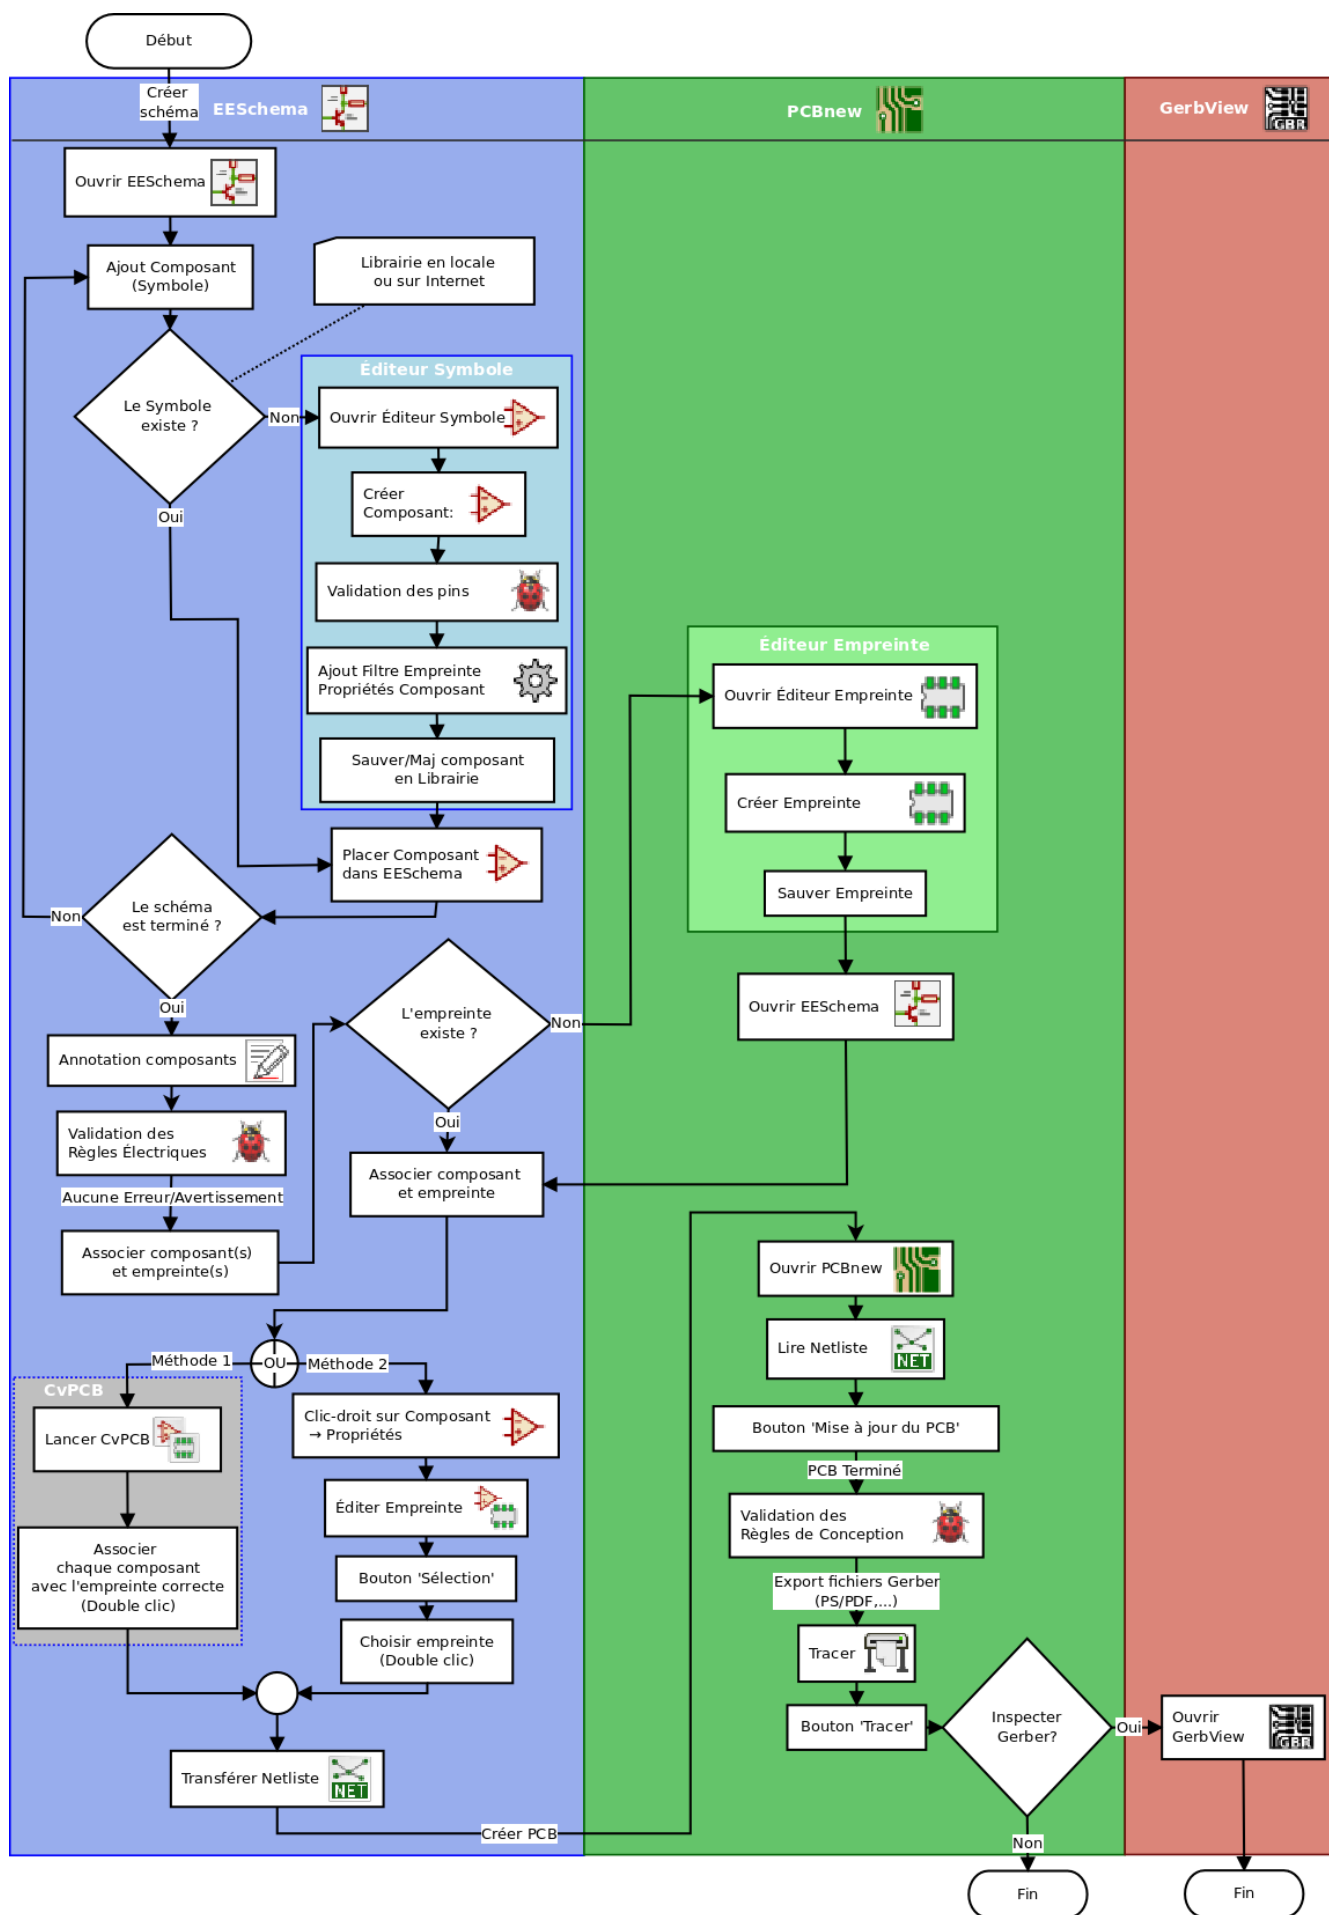 Début
Créer
schéma
EESchema
PCBnew
GerbView
GBR
Ouvrir EESchema
Ajout Composant
(Symbole)
Librairie en locale
ou sur Internet
Le Symbole
existe ?
Non
Oui
Éditeur Symbole
Ouvrir Éditeur Symbole
Créer
Composant:
Validation des pins
Ajout Filtre Empreinte
Propriétés Composant
Sauver/Maj composant
en Librairie
Placer Composant
dans EESchema
Le schéma
est terminé ?
Non
Oui
Annotation composants
Validation des
Règles Électriques
Aucune Erreur/Avertissement
Associer composant(s)
et empreinte(s)
L'empreinte
existe ?
Non
Oui
Éditeur Empreinte
Ouvrir Éditeur Empreinte
Créer Empreinte
Sauver Empreinte
Ouvrir EESchema
Associer composant
et empreinte
OU
Méthode 1
Méthode 2
CvPCB
Lancer CvPCB
Associer
chaque composant
avec l'empreinte correcte
(Double clic)
Clic-droit sur Composant
→ Propriétés
Éditer Empreinte
Bouton 'Sélection'
Choisir empreinte
(Double clic)
Transférer Netliste
NET
Créer PCB
Ouvrir PCBnew
Lire Netliste
NET
Bouton 'Mise à jour du PCB'
PCB Terminé
Validation des
Règles de Conception
Export fichiers Gerber
(PS/PDF,...)
Tracer
Bouton 'Tracer'
Inspecter
Gerber?
Oui
Non
Ouvrir
GerbView
GBR
Fin
Fin